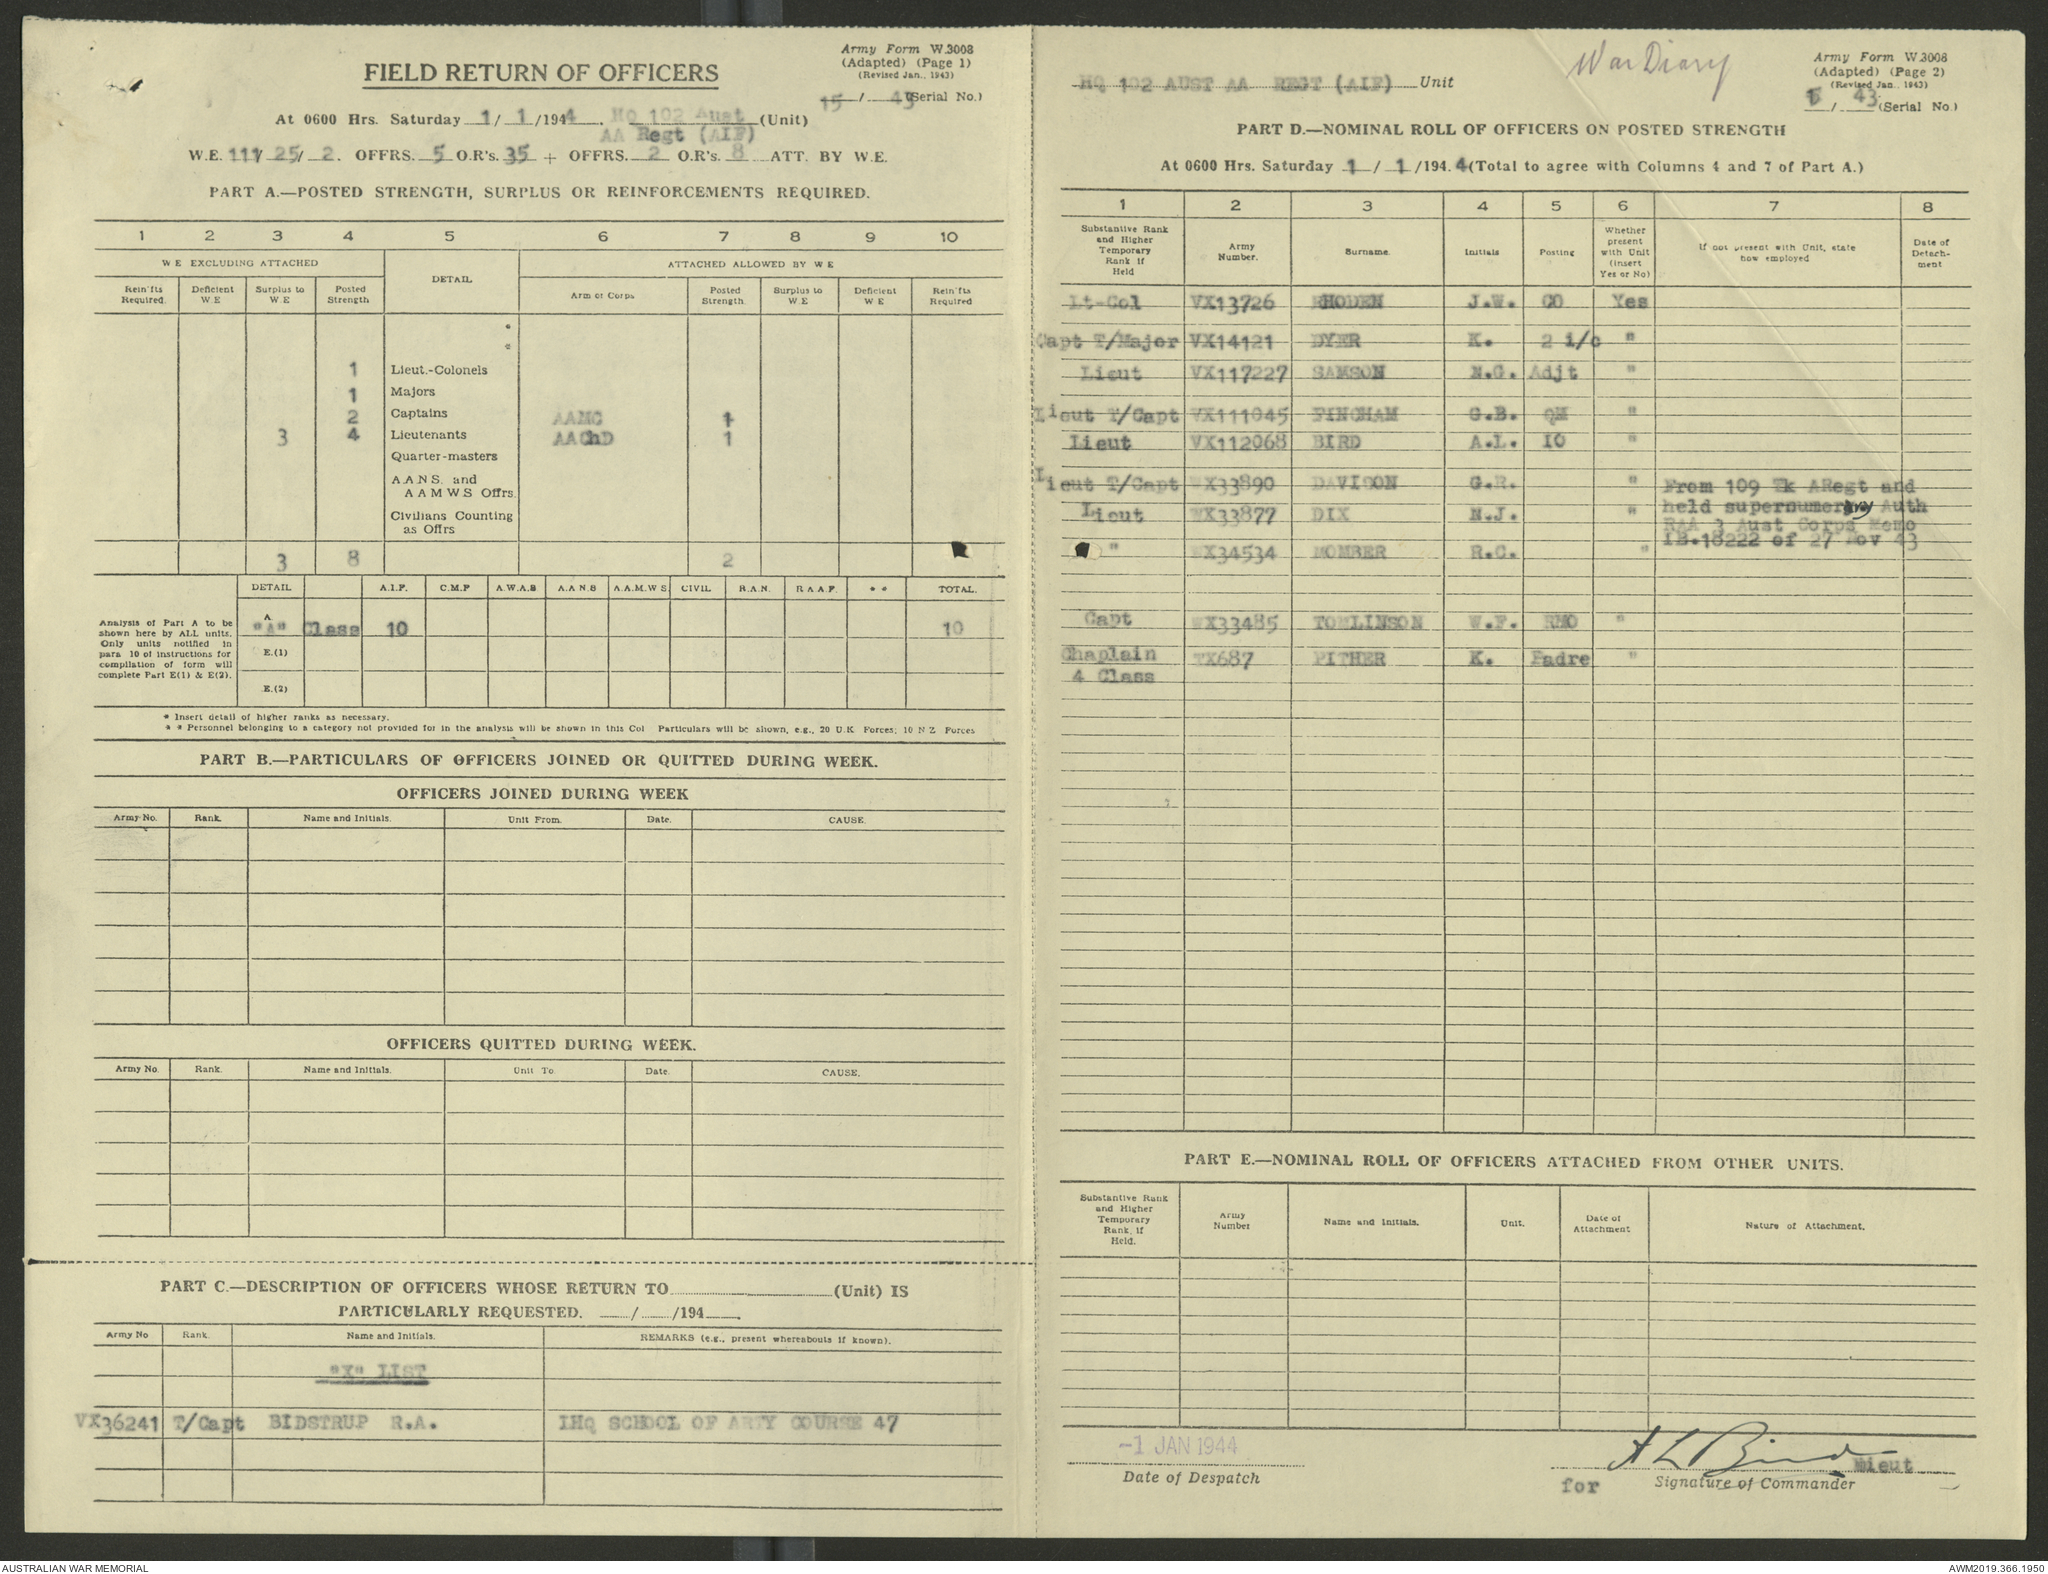 Army Form W.3008
(Adapted) (Page 1)
(Revised Jan., 1943)
FIELD RETURN OF OFFICERS
15 / 43 (Serial No.)
At 0600 Hrs. Saturday 1 / 1 /1944. HQ 102 Aust (Unit)
AA Regt (AIF)
W.E. 111/ 25/ 2. OFFRS. 5 O.R's. 35 + OFFRS. 2 O.R's. 8 ATT. BY W.E.
PART A.—POSTED STRENGTH, SURPLUS OR REINFORCEMENTS REQUIRED.
1 2 3 4 5 6 7 8 9 10
W E EXCLUDING ATTACHED DETAIL ATTACHED ALLOWED BY W E
Rein'fts Required. Deficient W.E Surplus to W E Posted Strength Arm or Corps Posted Strength Surplus to W E Deficient W E Rein'fts Required
*
*
1 Lieut.-Colonels
1 Majors
2 Captains AAMC 1
3 4 Lieutenants AAChD 1
Quarter-masters
A.A.N.S. and
A A M W S Offrs.
Civilians Counting
as Offrs
3 8 2
DETAIL A.I.F. C.M.F A.W.A.S A.A N.S A.A.M.W S. CIVIL R.A.N. R A A F. * * TOTAL.
Analysis of Part A to be
shown here by ALL units.
Only units notified in
para 10 of instructions for
compilation of form will
complete Part E(1) & E(2).
A.
"A" Class 10 10
E.(1)
E.(2)
* Insert detail of higher ranks as necessary.
* * Personnel belonging to a category not provided for in the analysis will be shown in this Col Particulars will be shown, e.g., 20 U.K Forces; 10 N Z Forces
PART B.—PARTICULARS OF OFFICERS JOINED OR QUITTED DURING WEEK.
OFFICERS JOINED DURING WEEK
Army No. Rank. Name and Initials. Unit From. Date. CAUSE.
OFFICERS QUITTED DURING WEEK.
Army No. Rank. Name and Initials. Unit To. Date. CAUSE.
PART C.—DESCRIPTION OF OFFICERS WHOSE RETURN TO (Unit) IS
PARTICULARLY REQUESTED. / /194 .
Army No Rank. Name and Initials. REMARKS (e.g., present whereabouts if known).
"X" LIST
VX36241 T/Capt BIDSTRUP R.A. LHQ SCHOOL OF ARTY COURSE 47
War Diary
Army Form W.3008
(Adapted) (Page 2)
(Revised Jan. 1943)
HQ 102 AUST AA REGT (AIF) Unit
/ 43 (Serial No.)
PART D.—NOMINAL ROLL OF OFFICERS ON POSTED STRENGTH
At 0600 Hrs. Saturday 1 / 1 /194.4 (Total to agree with Columns 4 and 7 of Part A.)
1 2 3 4 5 6 7 8
Substantive Rank and Higher Temporary Rank if Held Army Number. Surname. Initials Posting Whether present with Unit (insert Yes or No) If not present with Unit, state how employed Date of Detachment
Lt-Col VX13726 RHODEN J.W. CO Yes
Capt T/Major VX14121 DYER K. 2 i/c "
Lieut VX117227 SAMSON N.G. Adjt "
Lieut T/Capt VX111045 FINCHAM G.B. QM "
Lieut VX112068 BIRD A.L. IO "
Lieut T/Capt WX33890 DAVISON G.R. " From 109 Tk ARegt and
Lieut WX33877 DIX N.J. " held supernumerary Auth
RAA 3 Aust Corps Memo
" WX34534 MOMBER R.C. " IB.18222 of 27 Nov 43
Capt WX33485 TOMLINSON W.F. RMO "
Chaplain TX687 PITHER K. Padre "
4 Class
PART E.—NOMINAL ROLL OF OFFICERS ATTACHED FROM OTHER UNITS.
Substantive Rank and Higher Temporary Rank, if Held. Army Number Name and Initials. Unit. Date of Attachment Nature of Attachment.
-1 JAN 1944
Date of Despatch
A L Bird Lieut
for Signature of Commander
AUSTRALIAN WAR MEMORIAL
AWM2019.366.1950